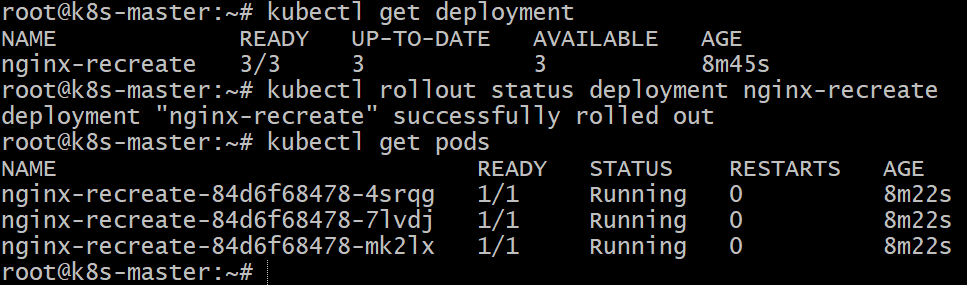 root@k8s-master:~# kubectl get deployment
NAME             READY   UP-TO-DATE   AVAILABLE   AGE
nginx-recreate   3/3     3            3           8m45s
root@k8s-master:~# kubectl rollout status deployment nginx-recreate
deployment "nginx-recreate" successfully rolled out
root@k8s-master:~# kubectl get pods
NAME                              READY   STATUS    RESTARTS   AGE
nginx-recreate-84d6f68478-4srqg   1/1     Running   0          8m22s
nginx-recreate-84d6f68478-7lvdj   1/1     Running   0          8m22s
nginx-recreate-84d6f68478-mk2lx   1/1     Running   0          8m22s
root@k8s-master:~#